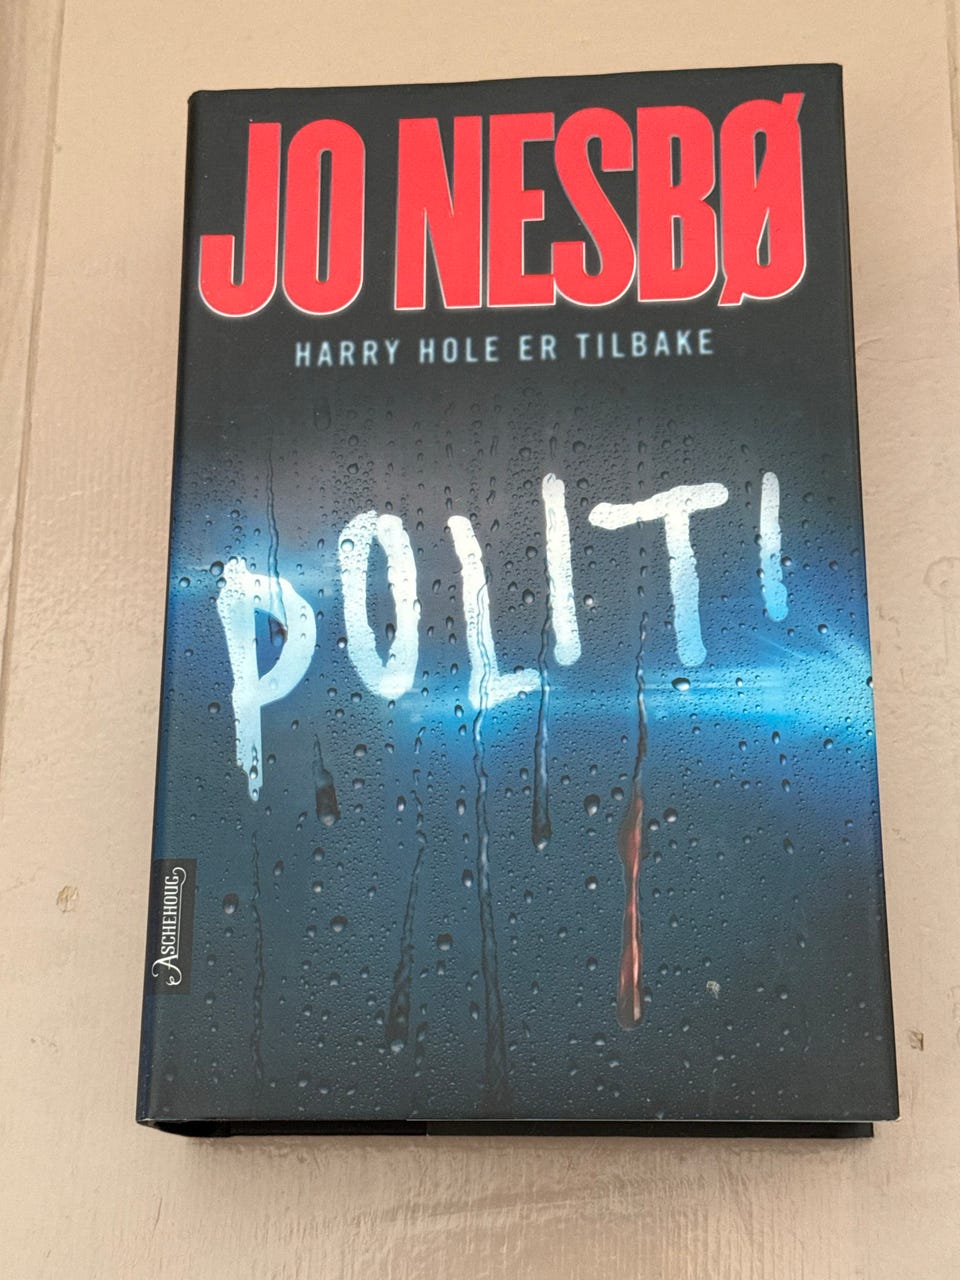 JO NESBØ
HARRY HOLE ER TILBAKE
POLITI
ASCHEHOUG